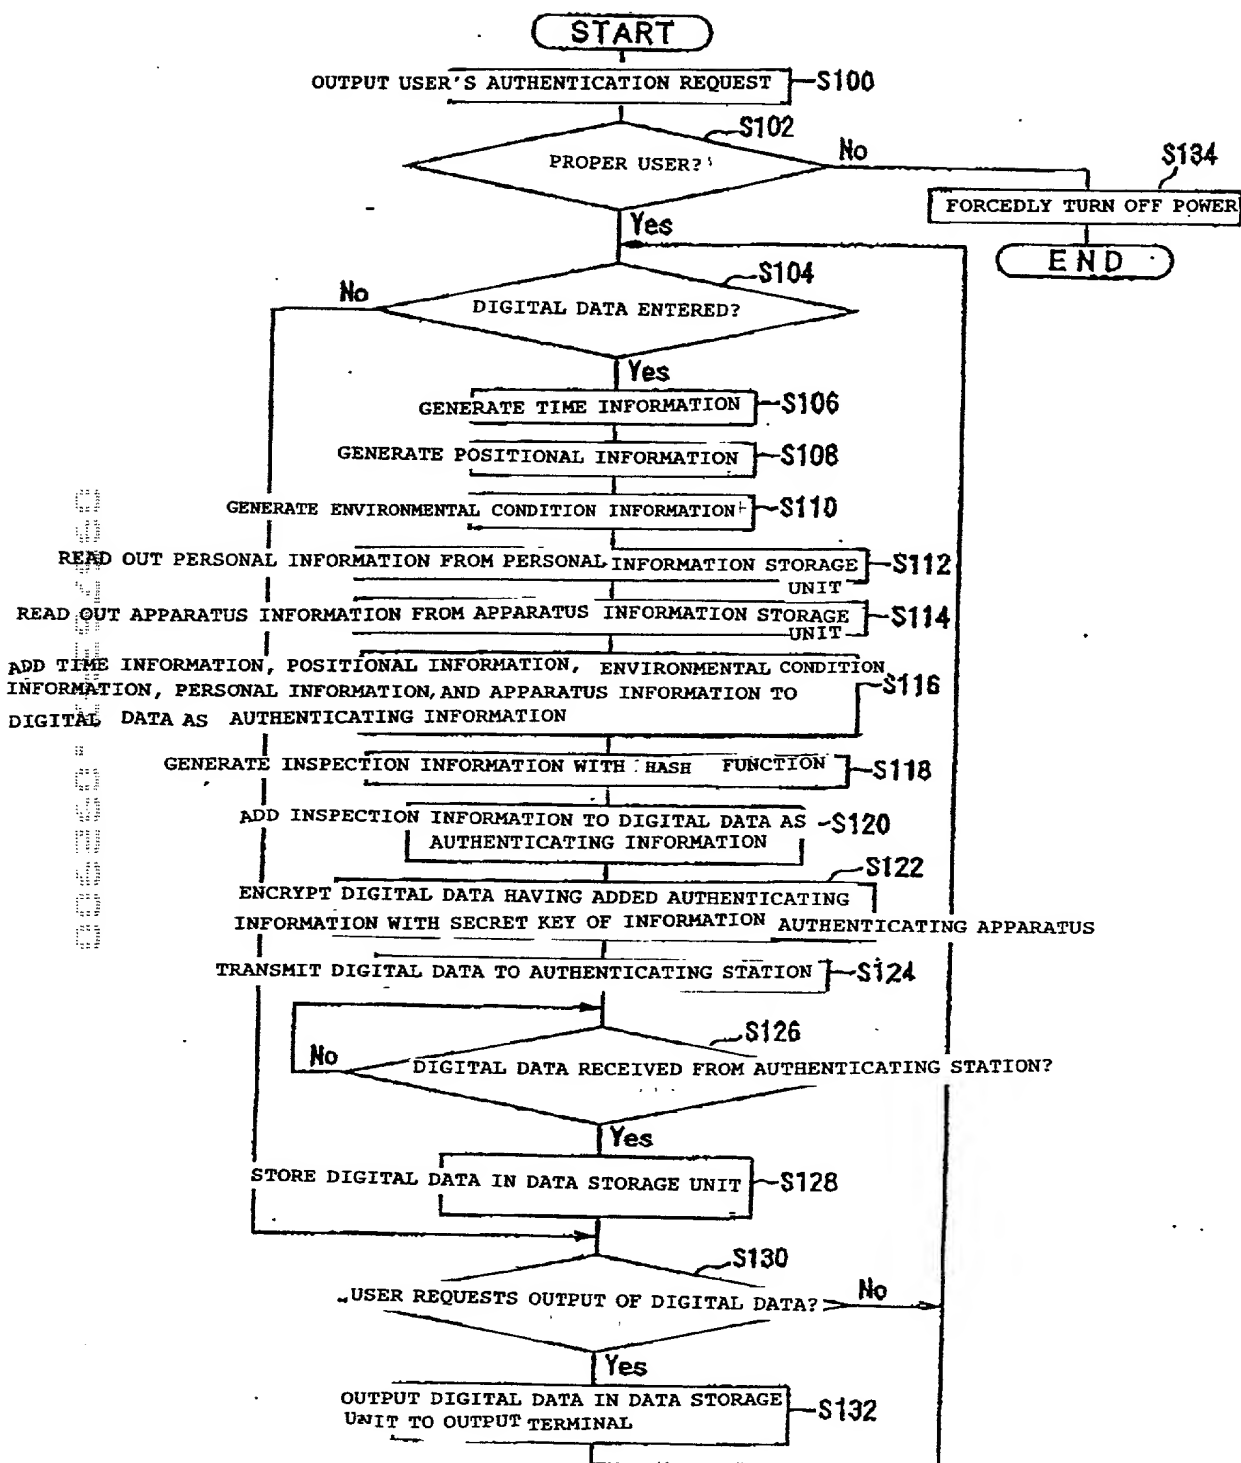 START
OUTPUT USER'S AUTHENTICATION REQUEST
S100
S102
PROPER USER?
No
S134
FORCEDLY TURN OFF POWER
Yes
END
S104
No
DIGITAL DATA ENTERED?
Yes
GENERATE TIME INFORMATION
S106
GENERATE POSITIONAL INFORMATION
S108
GENERATE ENVIRONMENTAL CONDITION INFORMATION
S110
READ OUT PERSONAL INFORMATION FROM PERSONAL INFORMATION STORAGE
UNIT
S112
READ OUT APPARATUS INFORMATION FROM APPARATUS INFORMATION STORAGE
UNIT
S114
ADD TIME INFORMATION, POSITIONAL INFORMATION, ENVIRONMENTAL CONDITION
INFORMATION, PERSONAL INFORMATION, AND APPARATUS INFORMATION TO
DIGITAL DATA AS AUTHENTICATING INFORMATION
S116
GENERATE INSPECTION INFORMATION WITH HASH FUNCTION
S118
ADD INSPECTION INFORMATION TO DIGITAL DATA AS
AUTHENTICATING INFORMATION
S120
S122
ENCRYPT DIGITAL DATA HAVING ADDED AUTHENTICATING
INFORMATION WITH SECRET KEY OF INFORMATION AUTHENTICATING APPARATUS
TRANSMIT DIGITAL DATA TO AUTHENTICATING STATION
S124
S126
No
DIGITAL DATA RECEIVED FROM AUTHENTICATING STATION?
Yes
STORE DIGITAL DATA IN DATA STORAGE UNIT
S128
S130
USER REQUESTS OUTPUT OF DIGITAL DATA?
No
Yes
OUTPUT DIGITAL DATA IN DATA STORAGE
UNIT TO OUTPUT TERMINAL
S132